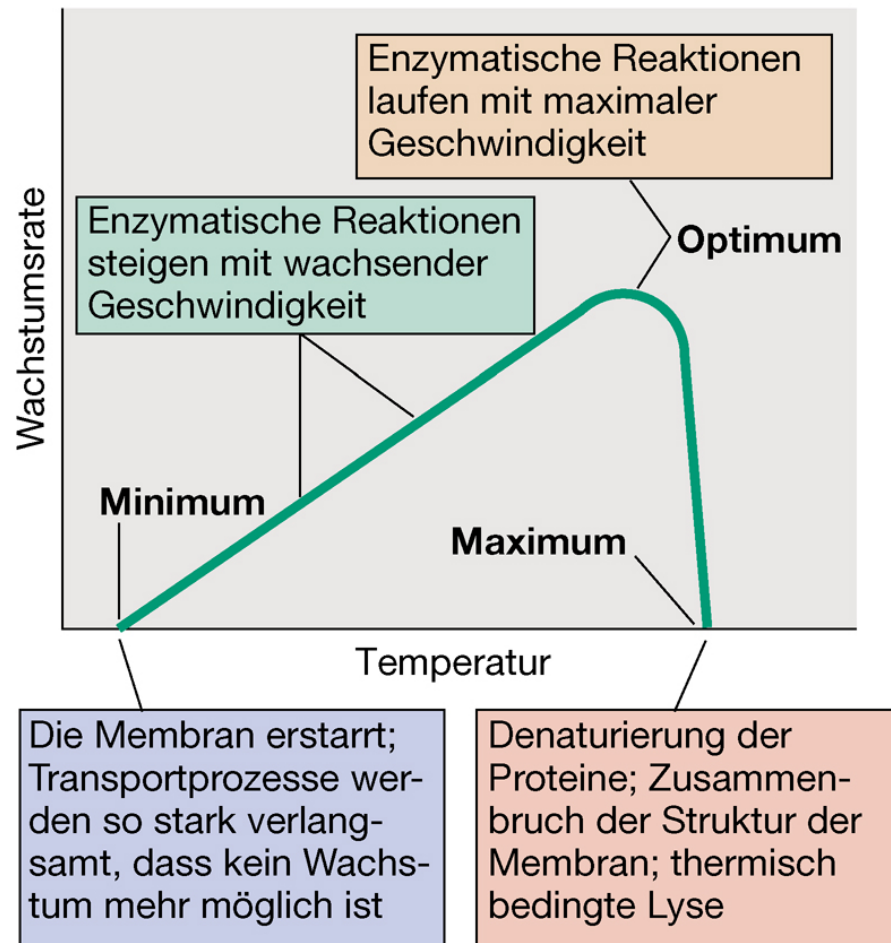 Enzymatische Reaktionen
laufen mit maximaler
Geschwindigkeit
Enzymatische Reaktionen
steigen mit wachsender
Geschwindigkeit
Optimum
Wachstumsrate
Minimum
Maximum
Temperatur
Die Membran erstarrt;
Transportprozesse wer-
den so stark verlang-
samt, dass kein Wachs-
tum mehr möglich ist
Denaturierung der
Proteine; Zusammen-
bruch der Struktur der
Membran; thermisch
bedingte Lyse